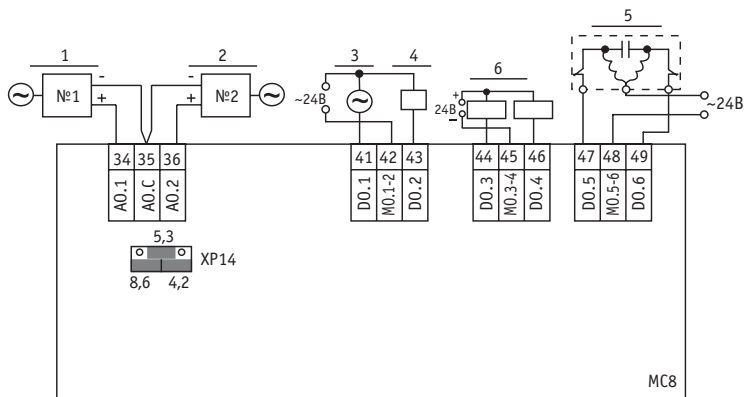 1
2
3
4
5
6
№1
-
+
-
+
№2
~24В
+
24В
-
~24В
34
35
36
41
42
43
44
45
46
47
48
49
AO.1
AO.C
AO.2
DO.1
MO.1-2
DO.2
DO.3
MO.3-4
DO.4
DO.5
MO.5-6
DO.6
5,3
XP14
8,6
4,2
MC8